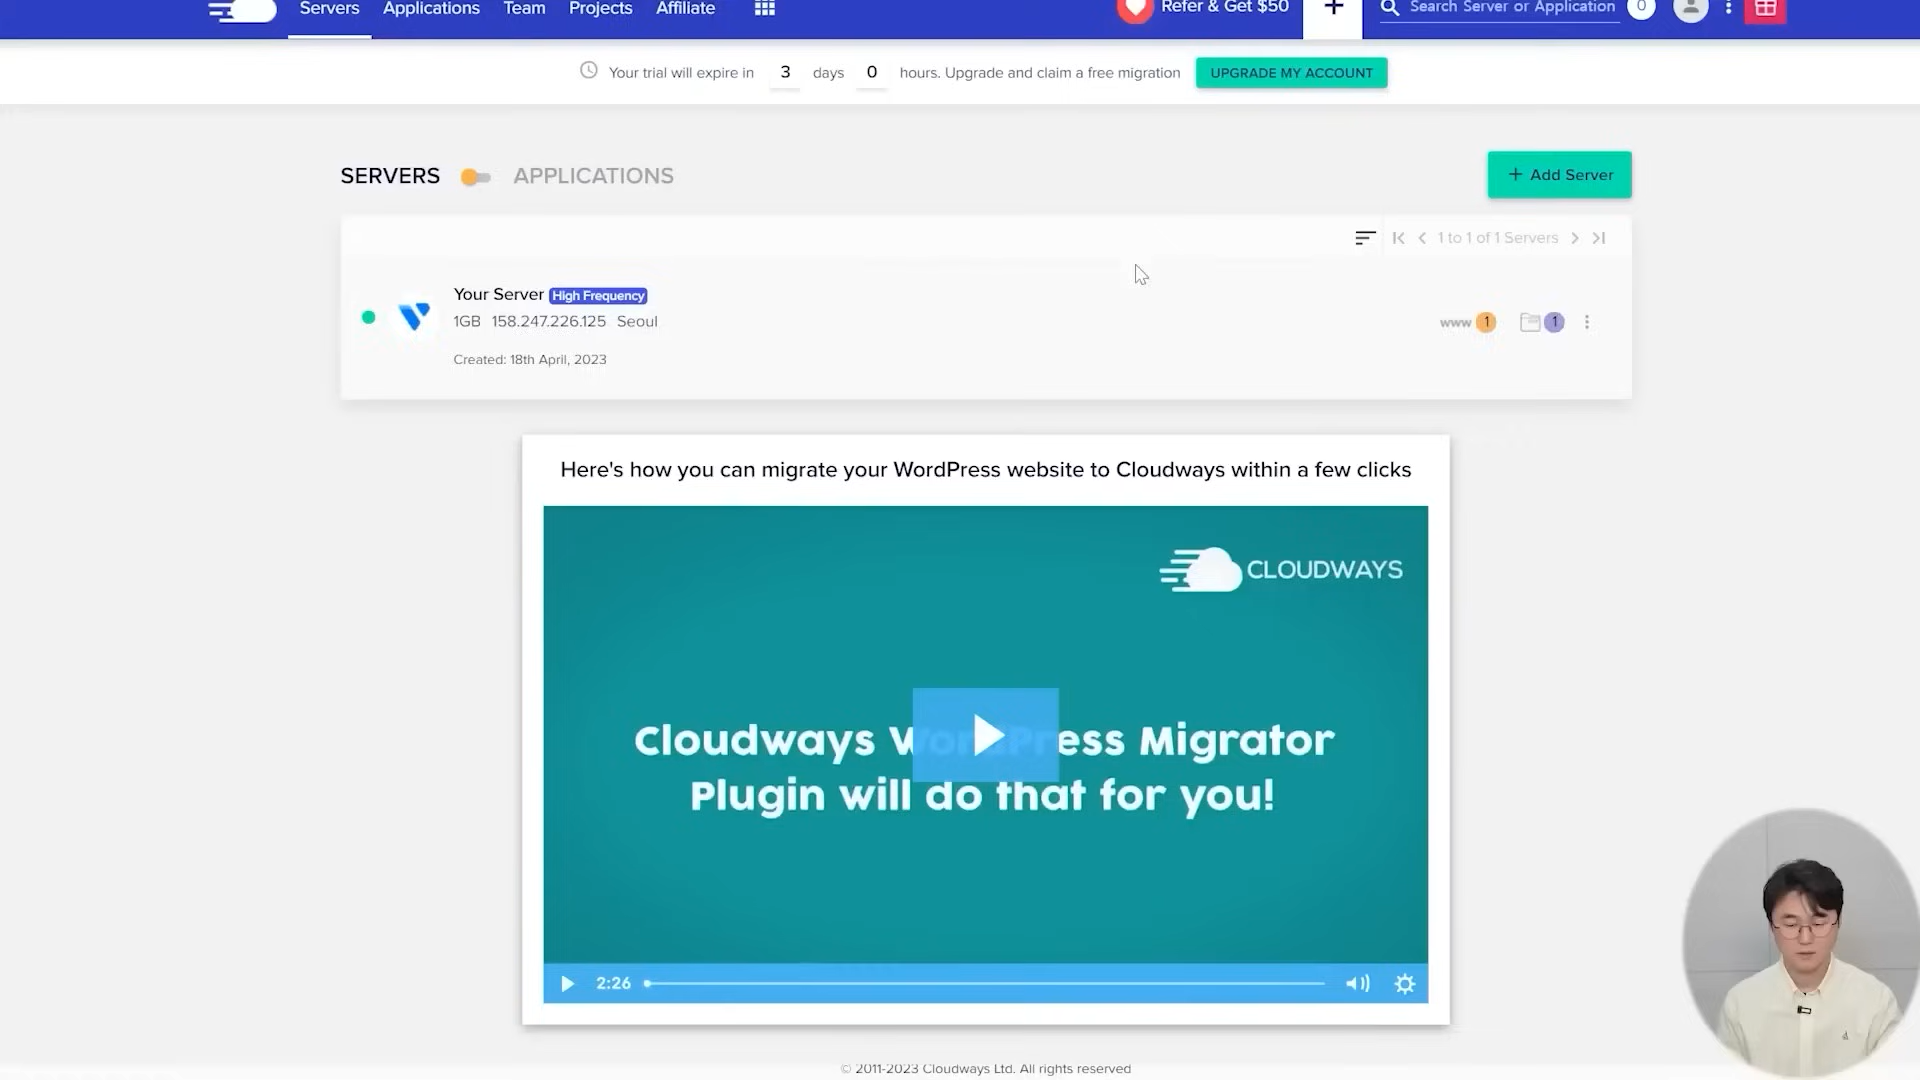 Servers Applications Team Projects Affiliate Refer & Get $50 + Search Server or Application 0
Your trial will expire in 3 days 0 hours. Upgrade and claim a free migration UPGRADE MY ACCOUNT
SERVERS APPLICATIONS + Add Server
1 to 1 of 1 Servers
Your Server High Frequency
1GB 158.247.226.125 Seoul
www 1 1
Created: 18th April, 2023
Here's how you can migrate your WordPress website to Cloudways within a few clicks
CLOUDWAYS
Cloudways WordPress Migrator
Plugin will do that for you!
2:26
© 2011-2023 Cloudways Ltd. All rights reserved